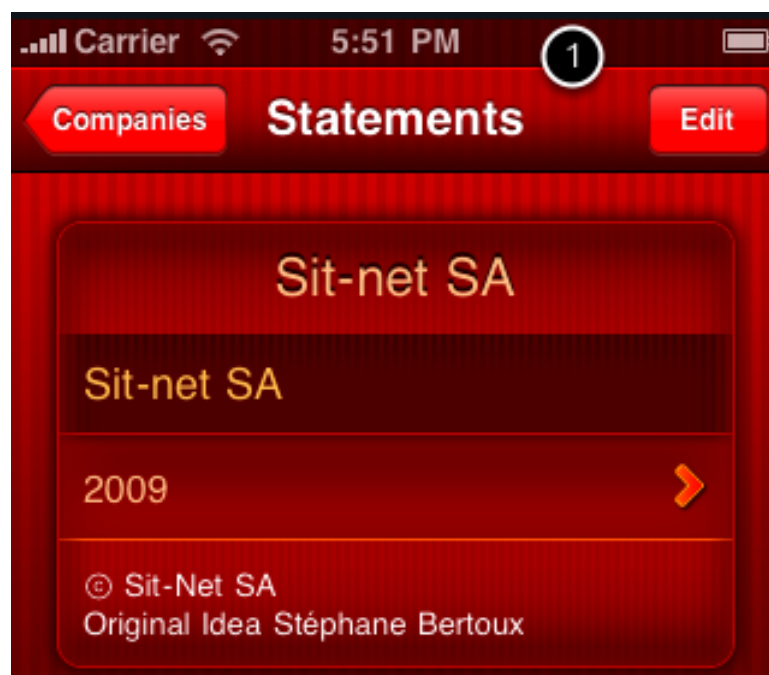 Carrier 5:51 PM 1
Companies Statements Edit
Sit-net SA
Sit-net SA
2009
© Sit-Net SA
Original Idea Stéphane Bertoux